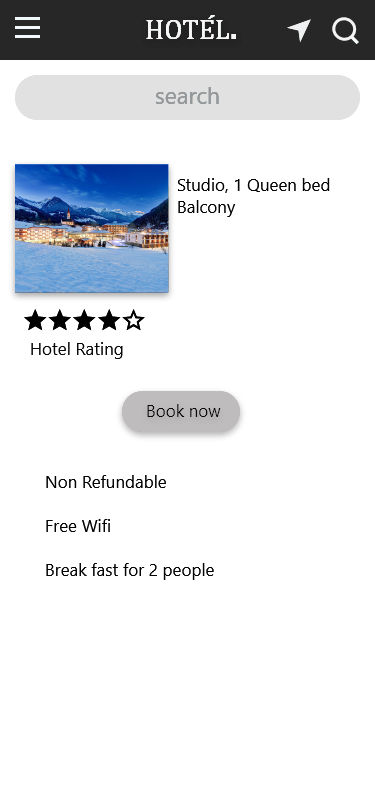 HOTÉL.
search
Studio, 1 Queen bed
Balcony
Hotel Rating
Book now
Non Refundable
Free Wifi
Break fast for 2 people